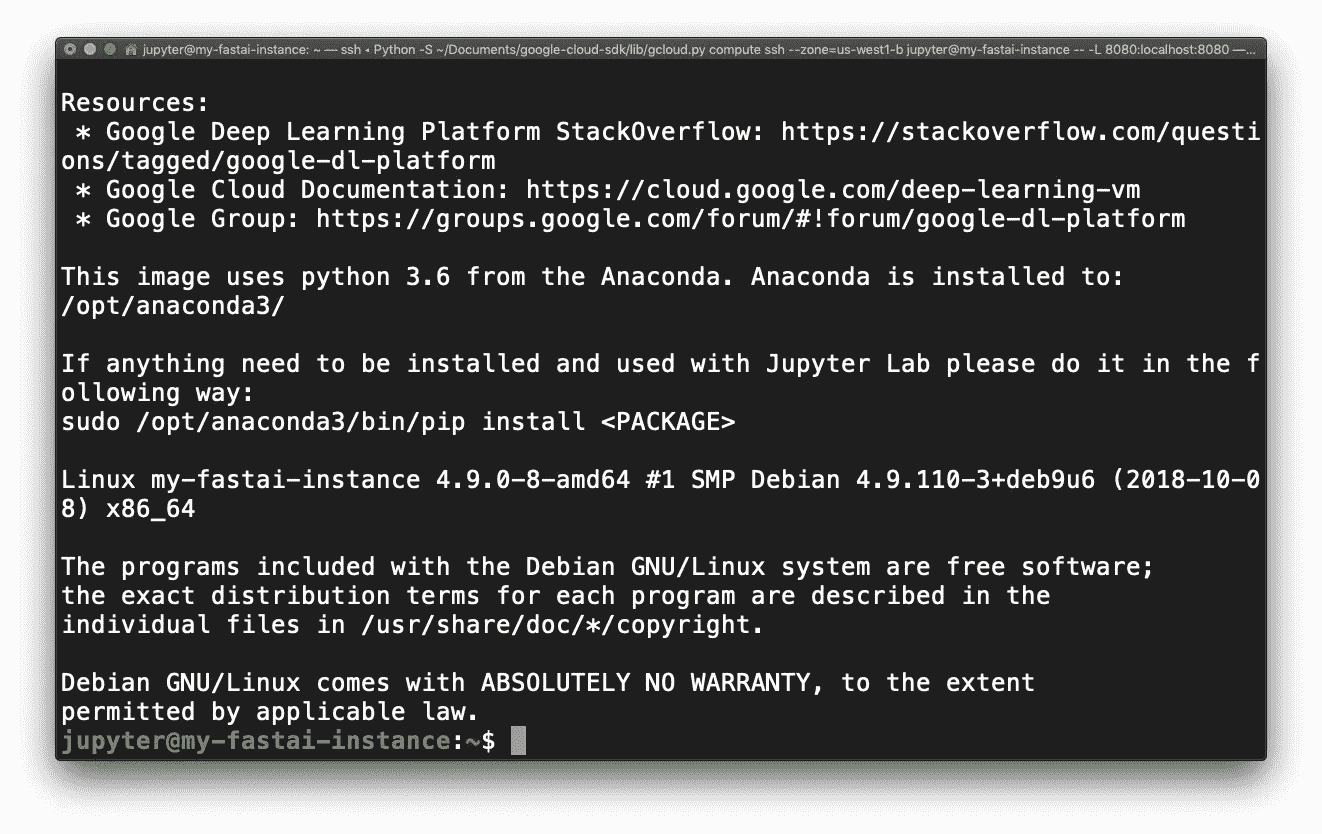 jupyter@my-fastai-instance: ~ — ssh ◂ Python -S ~/Documents/google-cloud-sdk/lib/gcloud.py compute ssh --zone=us-west1-b jupyter@my-fastai-instance -- -L 8080:localhost:8080 —...
Resources:
* Google Deep Learning Platform StackOverflow: https://stackoverflow.com/questi
ons/tagged/google-dl-platform
* Google Cloud Documentation: https://cloud.google.com/deep-learning-vm
* Google Group: https://groups.google.com/forum/#!forum/google-dl-platform
This image uses python 3.6 from the Anaconda. Anaconda is installed to:
/opt/anaconda3/
If anything need to be installed and used with Jupyter Lab please do it in the f
ollowing way:
sudo /opt/anaconda3/bin/pip install <PACKAGE>
Linux my-fastai-instance 4.9.0-8-amd64 #1 SMP Debian 4.9.110-3+deb9u6 (2018-10-0
8) x86_64
The programs included with the Debian GNU/Linux system are free software;
the exact distribution terms for each program are described in the
individual files in /usr/share/doc/*/copyright.
Debian GNU/Linux comes with ABSOLUTELY NO WARRANTY, to the extent
permitted by applicable law.
jupyter@my-fastai-instance:~$